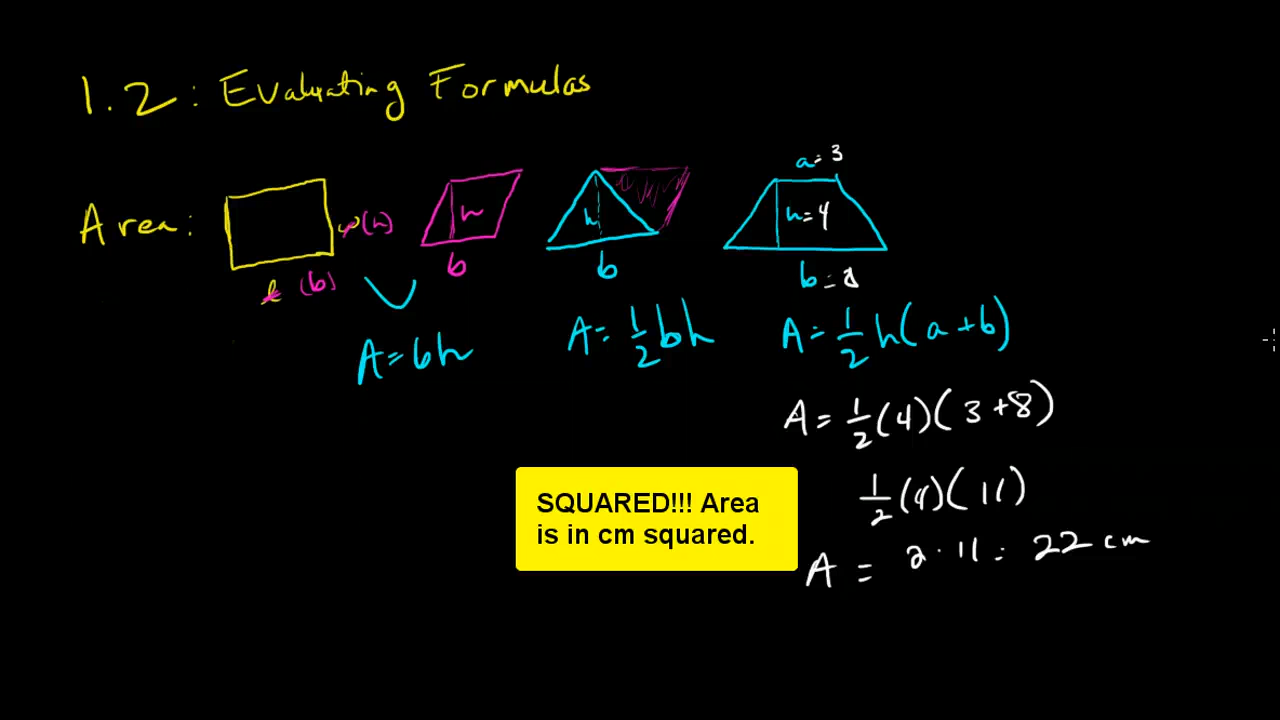 1.2: Evaluating Formulas
a=3
Area:
w(h)
h
h
h=4
l (b)
b
b
b=8
A=bh
A=1/2bh
A=1/2h(a+b)
A=1/2(4)(3+8)
1/2(4)(11)
SQUARED!!! Area
is in cm squared.
A = 2·11= 22 cm